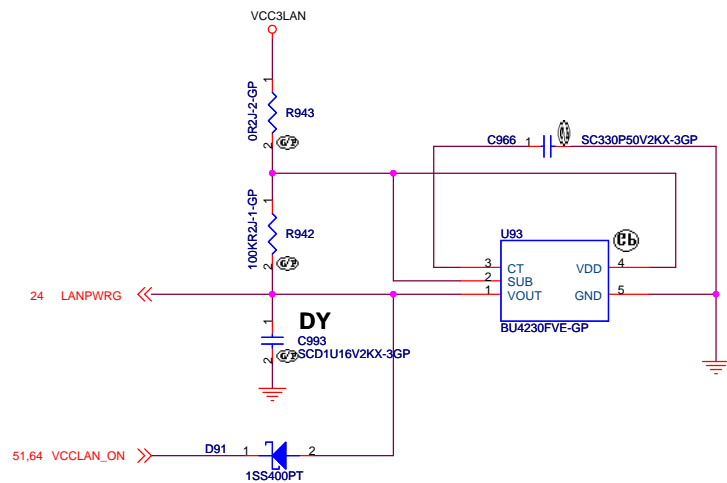 VCC3LAN
1
0R2J-2-GP
R943
2
G/P
C966
1
SC330P50V2KX-3GP
1
100KR2J-1-GP
R942
2
G/P
U93
3
CT
VDD
4
2
SUB
1
VOUT
GND
5
BU4230FVE-GP
24
LANPWRG
DY
1
C993
2
G/P
SCD1U16V2KX-3GP
51,64
VCCLAN_ON
D91
1
2
1SS400PT